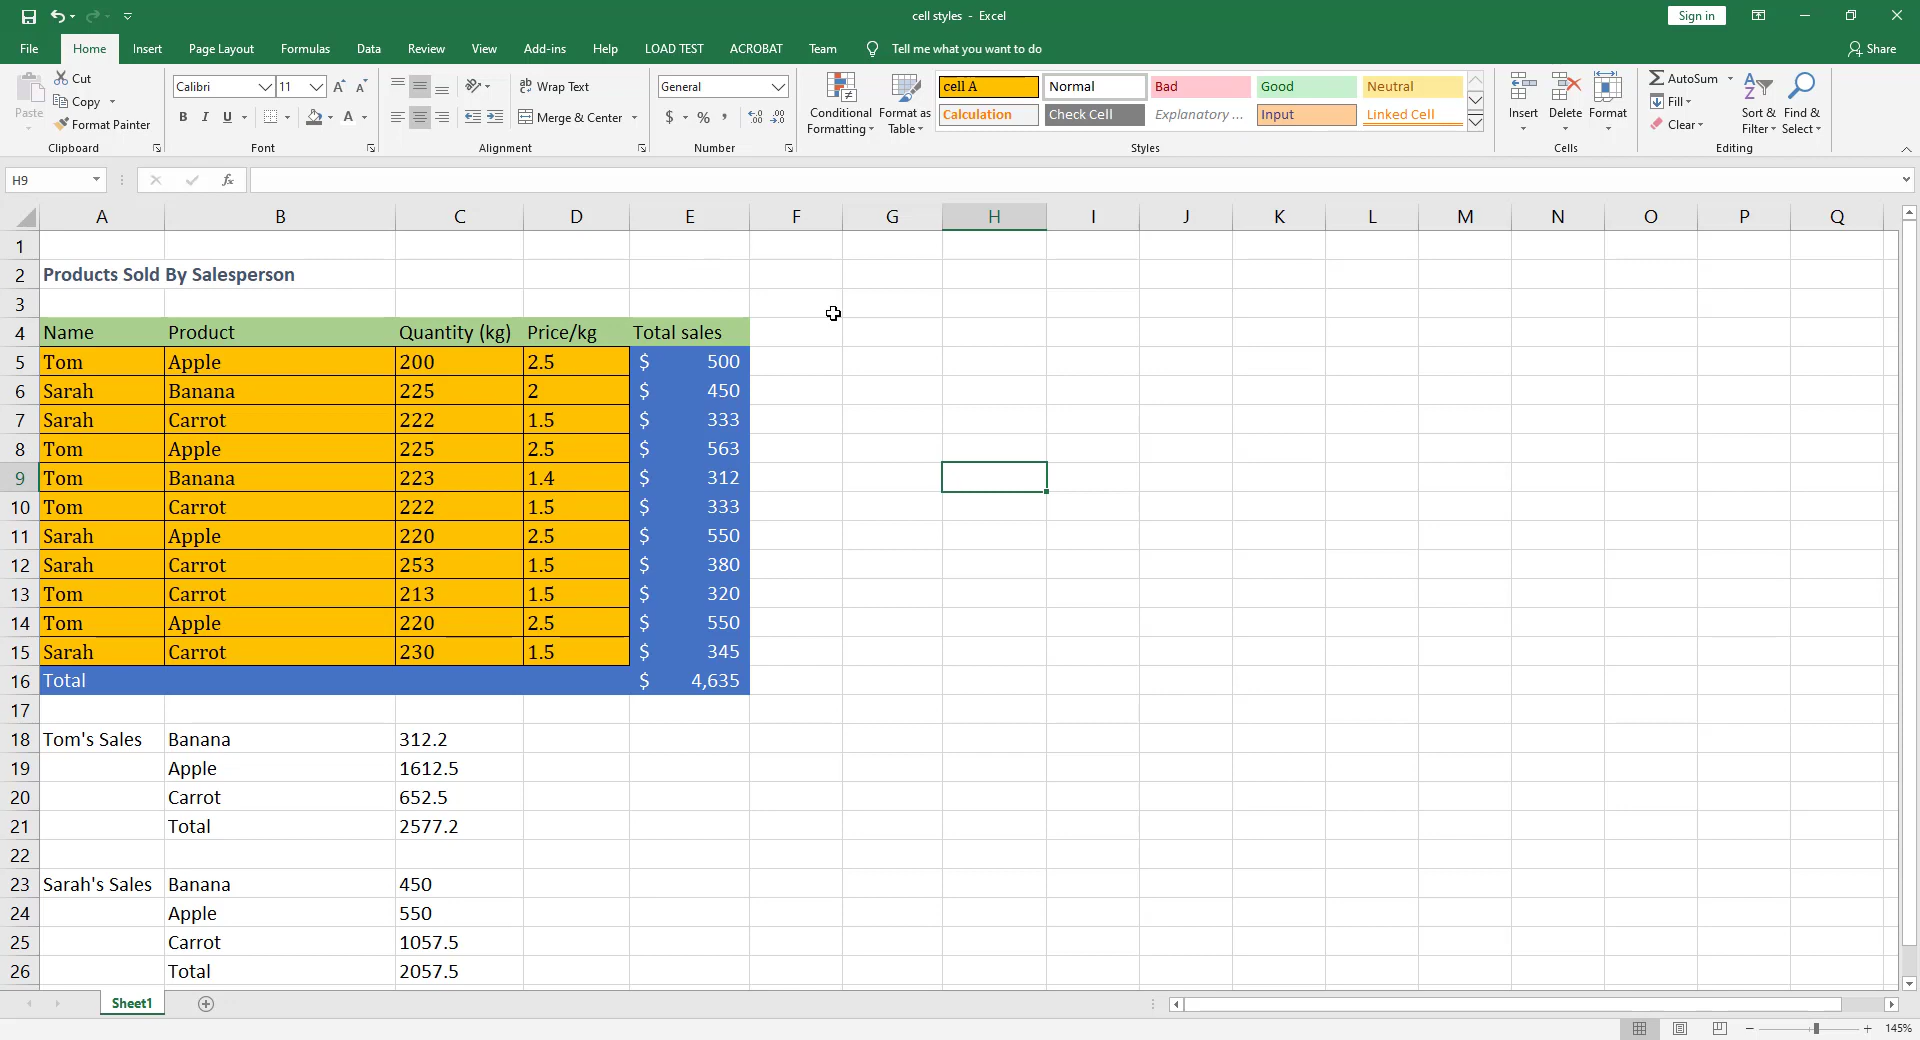 cell styles - Excel
Sign in
File Home Insert Page Layout Formulas Data Review View Add-ins Help LOAD TEST ACROBAT Team Tell me what you want to do Share
Paste Cut Copy Format Painter
Clipboard
Calibri 11 A A
B I U A
Font
ab Wrap Text
Merge & Center
Alignment
General
$ % ,
Number
Conditional Formatting
Format as Table
cell A Normal Bad Good Neutral
Calculation Check Cell Explanatory ... Input Linked Cell
Styles
Insert Delete Format
Cells
AutoSum
Fill
Clear
Sort & Filter
Find & Select
Editing
H9 fx
A B C D E F G H I J K L M N O P Q
1
2 Products Sold By Salesperson
3
4 Name Product Quantity (kg) Price/kg Total sales
5 Tom Apple 200 2.5 $ 500
6 Sarah Banana 225 2 $ 450
7 Sarah Carrot 222 1.5 $ 333
8 Tom Apple 225 2.5 $ 563
9 Tom Banana 223 1.4 $ 312
10 Tom Carrot 222 1.5 $ 333
11 Sarah Apple 220 2.5 $ 550
12 Sarah Carrot 253 1.5 $ 380
13 Tom Carrot 213 1.5 $ 320
14 Tom Apple 220 2.5 $ 550
15 Sarah Carrot 230 1.5 $ 345
16 Total $ 4,635
17
18 Tom's Sales Banana 312.2
19 Apple 1612.5
20 Carrot 652.5
21 Total 2577.2
22
23 Sarah's Sales Banana 450
24 Apple 550
25 Carrot 1057.5
26 Total 2057.5
Sheet1
145%